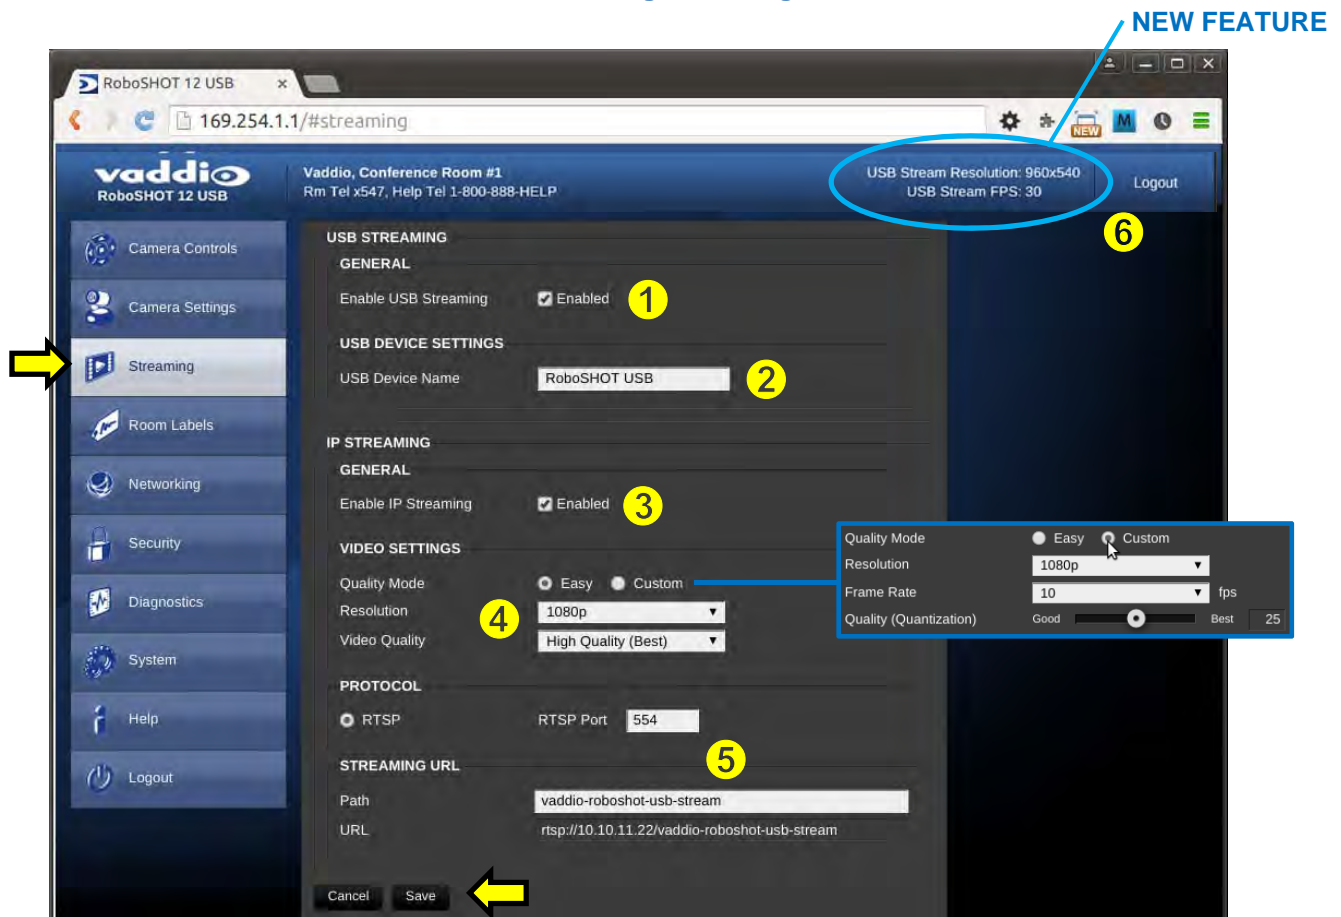 NEW FEATURE
RoboSHOT 12 USB ×
169.254.1.1/#streaming
NEW
M
vaddio
RoboSHOT 12 USB
Vaddio, Conference Room #1
Rm Tel x547, Help Tel 1-800-888-HELP
USB Stream Resolution: 960x540
USB Stream FPS: 30
Logout
6
Camera Controls
Camera Settings
Streaming
Room Labels
Networking
Security
Diagnostics
System
Help
Logout
USB STREAMING
GENERAL
Enable USB Streaming Enabled 1
USB DEVICE SETTINGS
USB Device Name RoboSHOT USB 2
IP STREAMING
GENERAL
Enable IP Streaming Enabled 3
VIDEO SETTINGS
Quality Mode Easy Custom
Resolution 4 1080p
Video Quality High Quality (Best)
Quality Mode Easy Custom
Resolution 1080p
Frame Rate 10 fps
Quality (Quantization) Good Best 25
PROTOCOL
RTSP RTSP Port 554
5
STREAMING URL
Path vaddio-roboshot-usb-stream
URL rtsp://10.10.11.22/vaddio-roboshot-usb-stream
Cancel Save